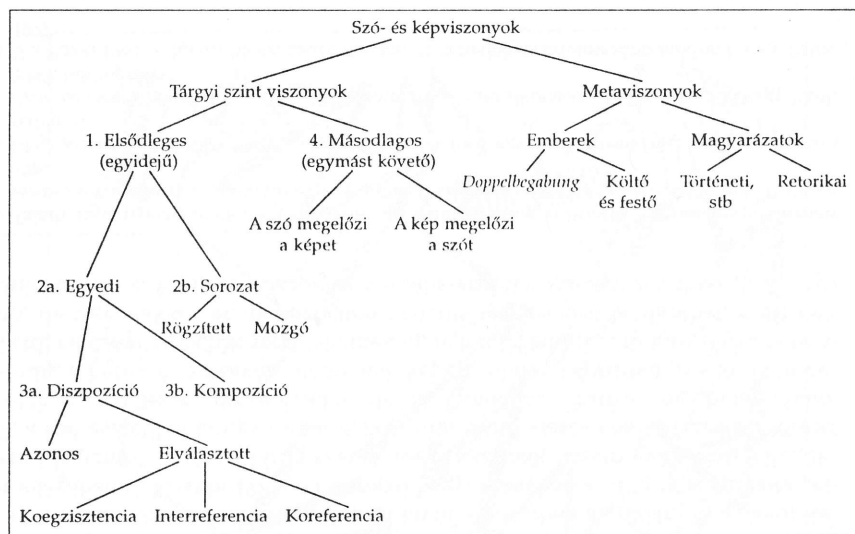 Szó- és képviszonyok
Tárgyi szint viszonyok
Metaviszonyok
1. Elsődleges
(egyidejű)
4. Másodlagos
(egymást követő)
Emberek
Magyarázatok
Doppelbegabung
Költő
és festő
Történeti,
stb
Retorikai
A szó megelőzi
a képet
A kép megelőzi
a szót
2a. Egyedi
2b. Sorozat
Rögzített
Mozgó
3a. Diszpozíció
3b. Kompozíció
Azonos
Elválasztott
Koegzisztencia
Interreferencia
Koreferencia